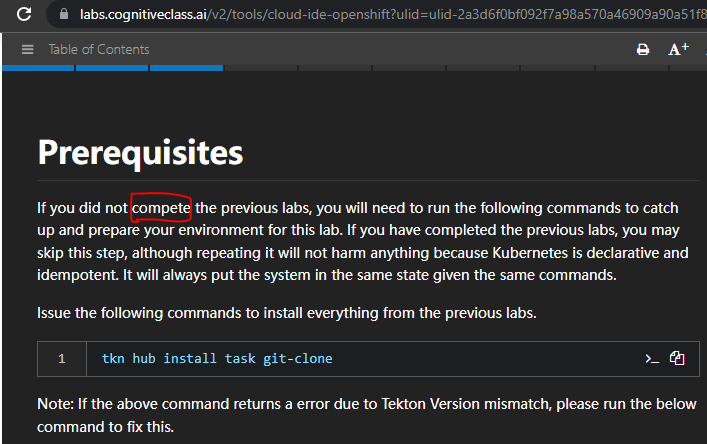 labs.cognitiveclass.ai/v2/tools/cloud-ide-openshift?ulid=ulid-2a3d6f0bf092f7a98a570a46909a90a51f8
Table of Contents
A+
Prerequisites
If you did not compete the previous labs, you will need to run the following commands to catch
up and prepare your environment for this lab. If you have completed the previous labs, you may
skip this step, although repeating it will not harm anything because Kubernetes is declarative and
idempotent. It will always put the system in the same state given the same commands.
Issue the following commands to install everything from the previous labs.
1 tkn hub install task git-clone >_
Note: If the above command returns a error due to Tekton Version mismatch, please run the below
command to fix this.